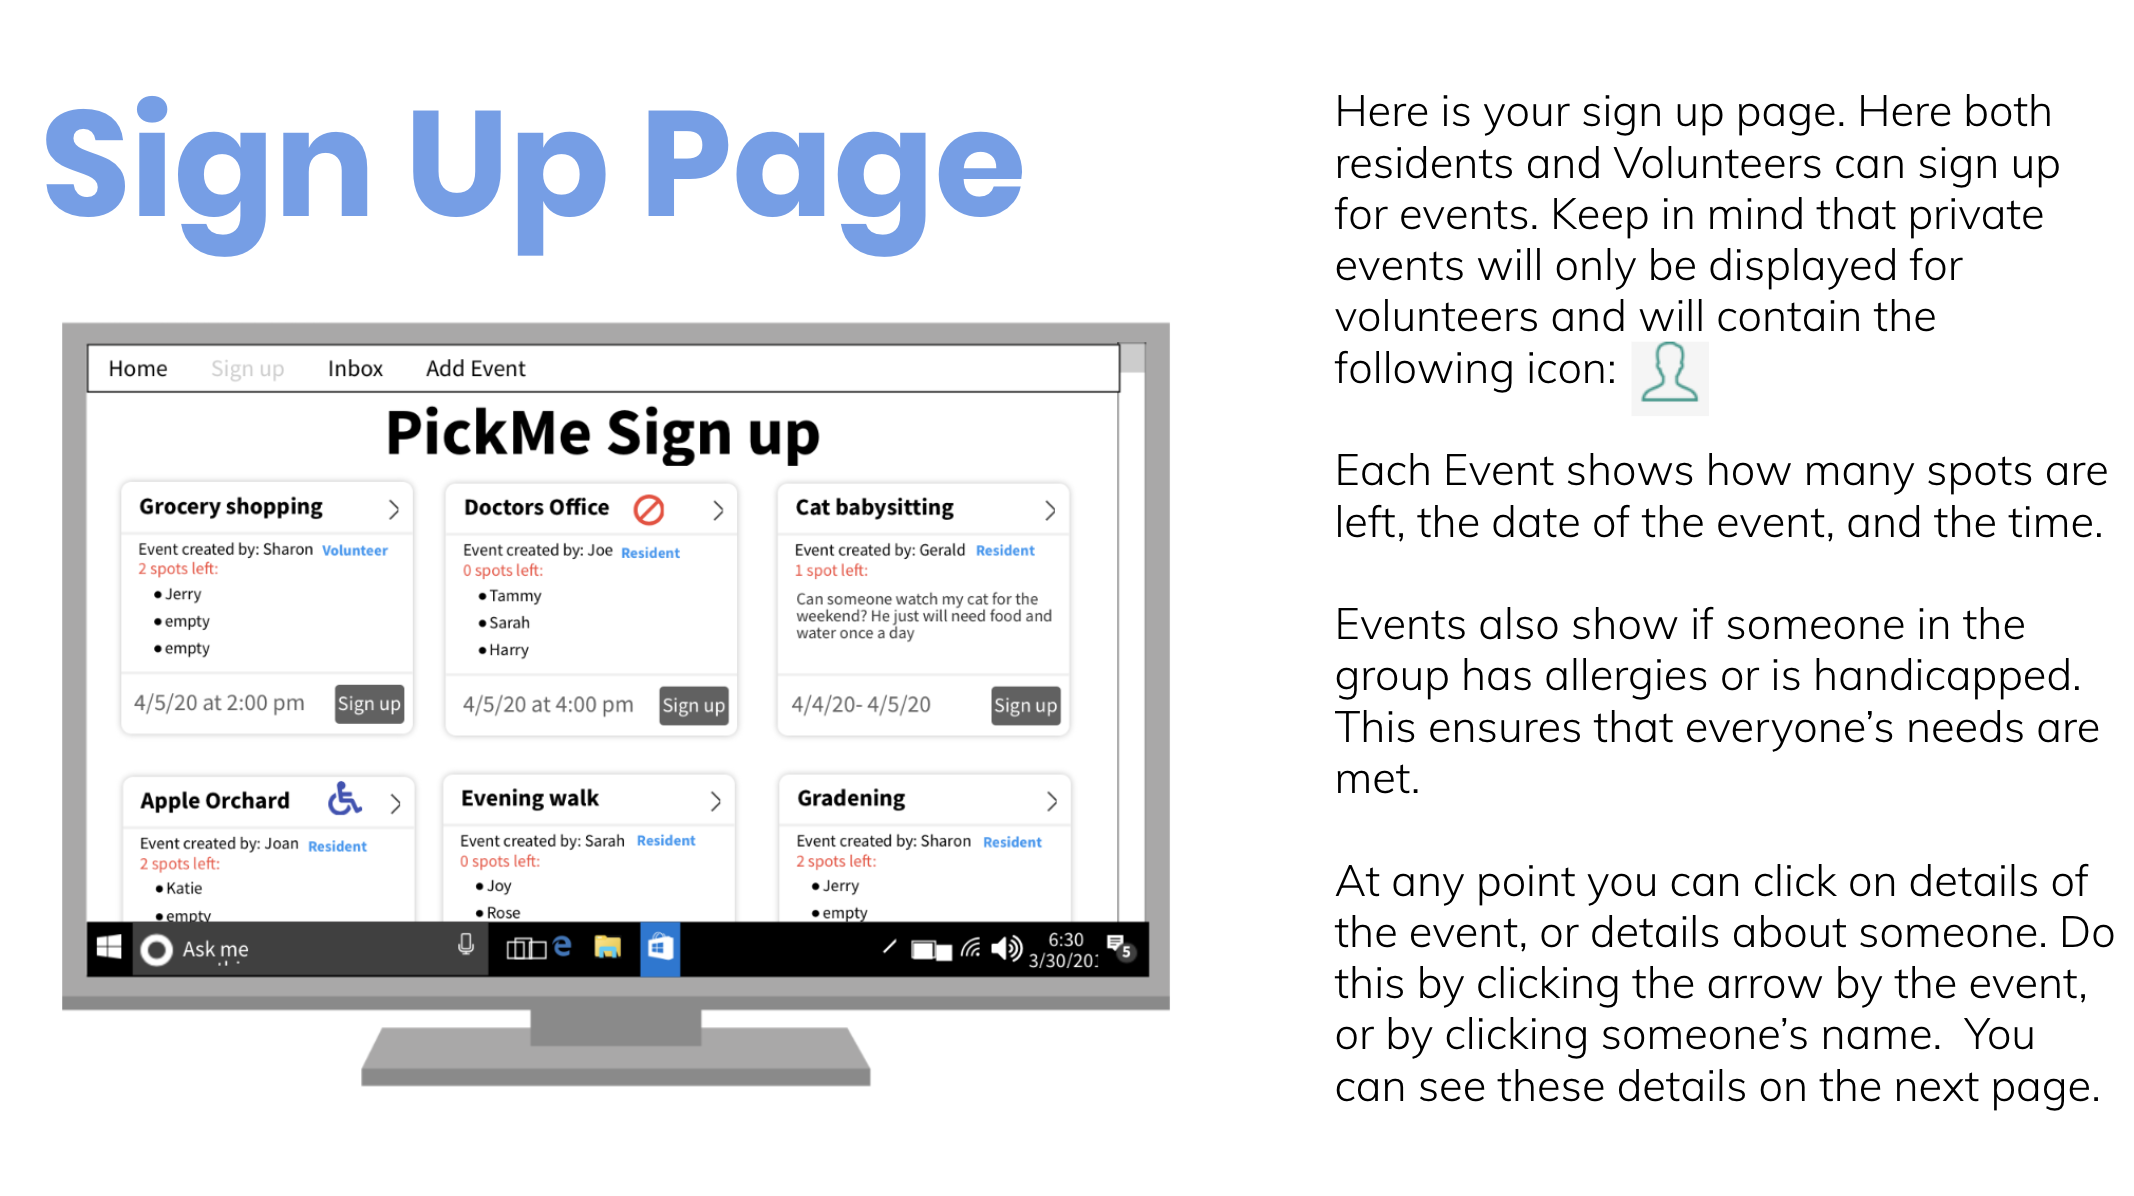 Sign Up Page
Home Sign up Inbox Add Event
PickMe Sign up
Grocery shopping
Event created by: Sharon Volunteer
2 spots left:
• Jerry
• empty
• empty
4/5/20 at 2:00 pm Sign up
Doctors Office
Event created by: Joe Resident
0 spots left:
• Tammy
• Sarah
• Harry
4/5/20 at 4:00 pm Sign up
Cat babysitting
Event created by: Gerald Resident
1 spot left:
Can someone watch my cat for the
weekend? He just will need food and
water once a day
4/4/20- 4/5/20 Sign up
Apple Orchard
Event created by: Joan Resident
2 spots left:
• Katie
• empty
Evening walk
Event created by: Sarah Resident
0 spots left:
• Joy
• Rose
Gradening
Event created by: Sharon Resident
2 spots left:
• Jerry
• empty
Ask me
6:30
3/30/20
5
Here is your sign up page. Here both
residents and Volunteers can sign up
for events. Keep in mind that private
events will only be displayed for
volunteers and will contain the
following icon:
Each Event shows how many spots are
left, the date of the event, and the time.
Events also show if someone in the
group has allergies or is handicapped.
This ensures that everyone’s needs are
met.
At any point you can click on details of
the event, or details about someone. Do
this by clicking the arrow by the event,
or by clicking someone’s name.  You
can see these details on the next page.